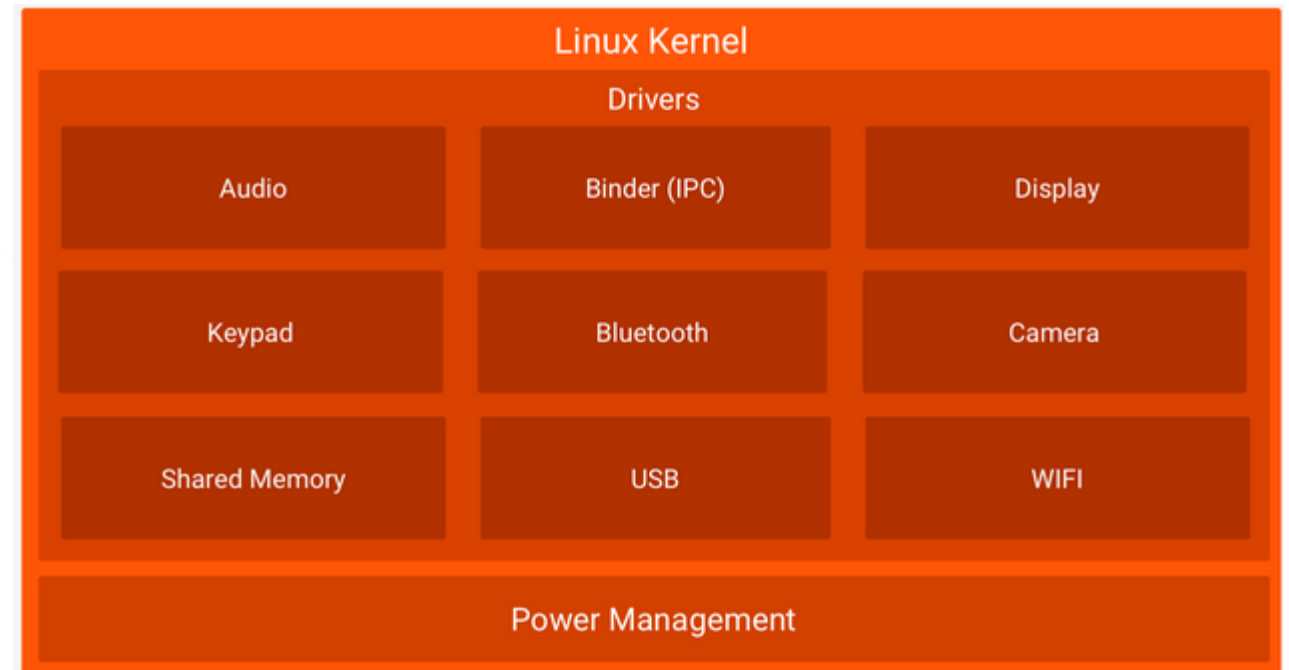 Linux Kernel
Drivers
Audio
Binder (IPC)
Display
Keypad
Bluetooth
Camera
Shared Memory
USB
WIFI
Power Management